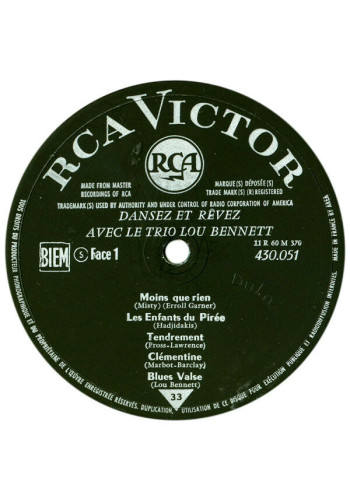 RCA VICTOR
RCA
MADE FROM MASTER
RECORDINGS OF RCA
MARQUE(S) DÉPOSÉE(S)
TRADE MARK(S) REGISTERED
TRADEMARK(S) USED BY AUTHORITY AND UNDER CONTROL OF RADIO CORPORATION OF AMERICA
DANSEZ ET RÊVEZ
AVEC LE TRIO LOU BENNETT
BIEM
S Face 1
430.051
Moins que rien
(Misty) (Erroll Garner)
Les Enfants du Pirée
(Hadjidakis)
Tendrement
(Pross-Lawrence)
Clémentine
(Marbot-Barclay)
Blues Valse
(Lou Bennett)
33
TOUS DROITS DU PRODUCTEUR PHONOGRAPHIQUE ET DU PROPRIÉTAIRE DE L'ŒUVRE ENREGISTRÉE RÉSERVÉS. DUPLICATION, UTILISATION DE CE DISQUE POUR EXÉCUTION PUBLIQUE ET RADIODIFFUSION INTERDITES.
MADE IN FRANCE BY AREA